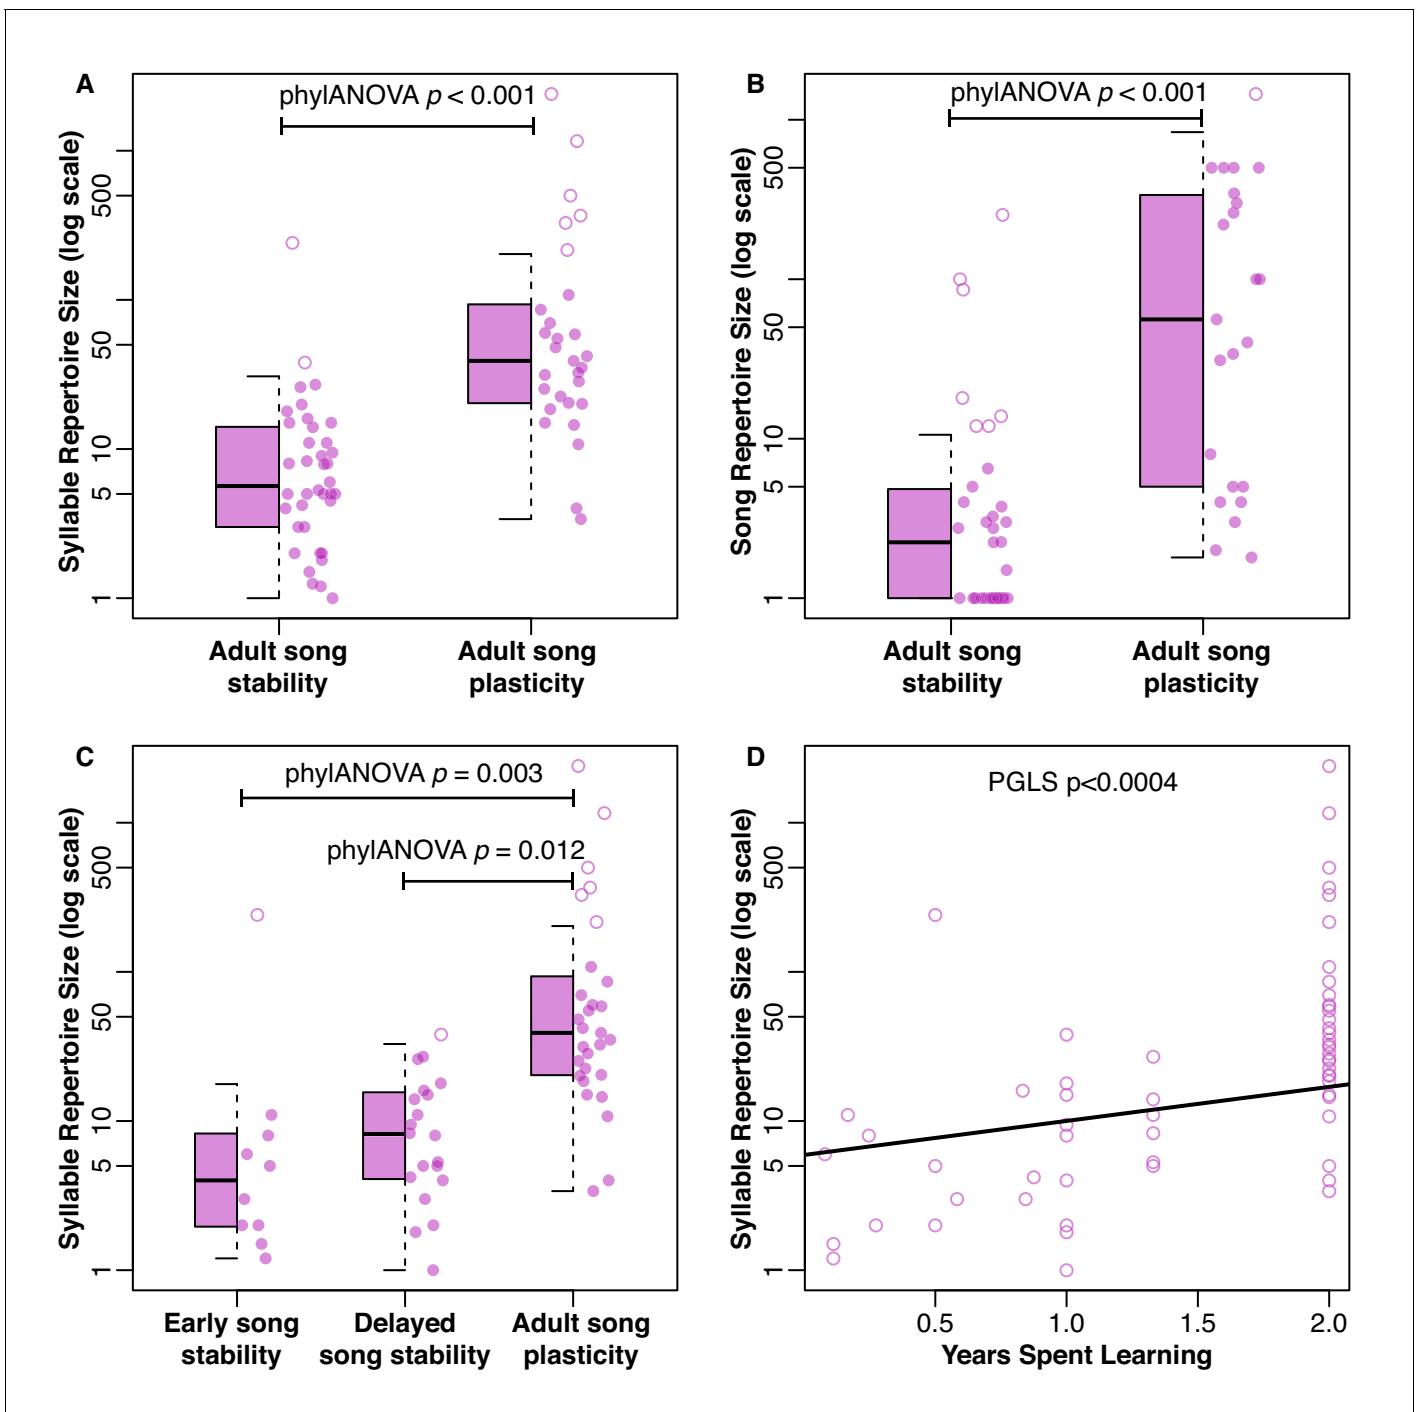 A
phylANOVA p < 0.001
Syllable Repertoire Size (log scale)
500
50
10
5
1
Adult song
stability
Adult song
plasticity
B
phylANOVA p < 0.001
Song Repertoire Size (log scale)
500
50
10
5
1
Adult song
stability
Adult song
plasticity
C
phylANOVA p = 0.003
phylANOVA p = 0.012
Syllable Repertoire Size (log scale)
500
50
10
5
1
Early song
stability
Delayed
song stability
Adult song
plasticity
D
PGLS p<0.0004
Syllable Repertoire Size (log scale)
500
50
10
5
1
0.5 1.0 1.5 2.0
Years Spent Learning